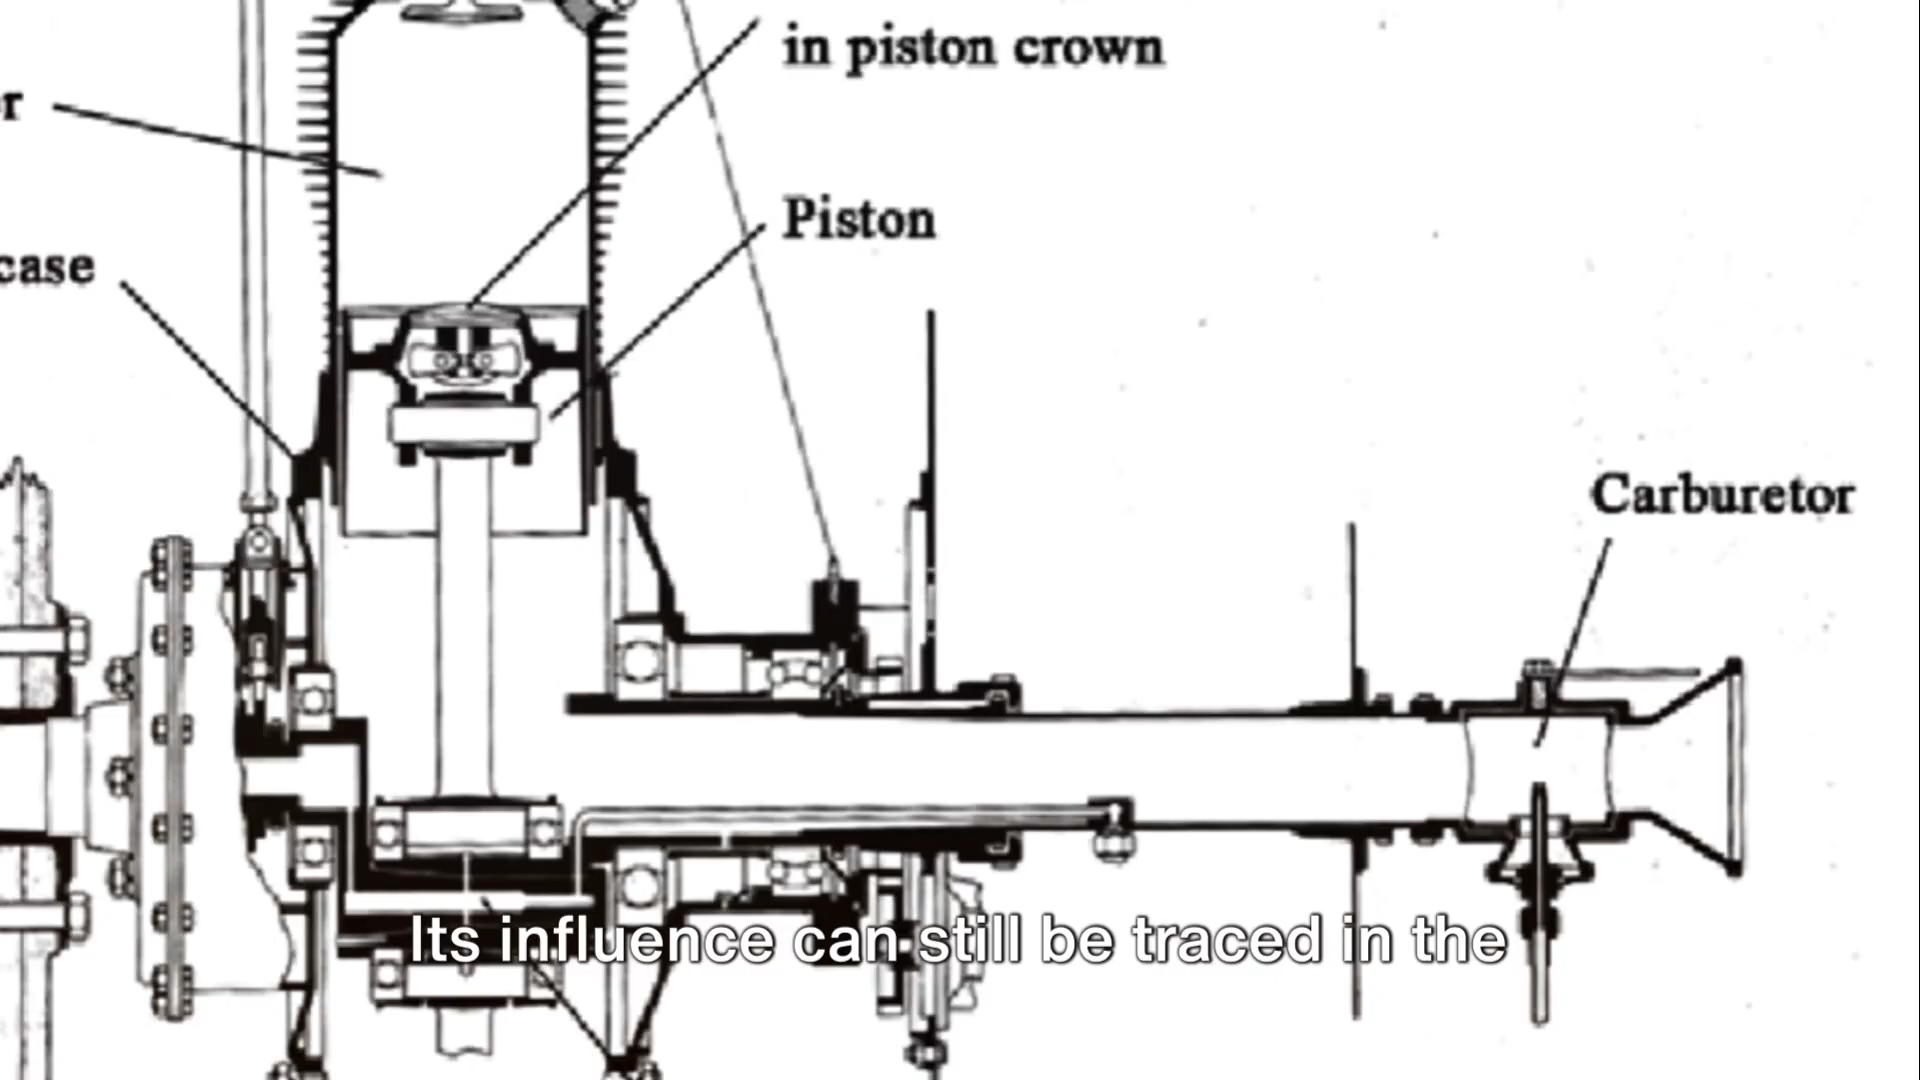 in piston crown
r
Piston
case
Carburetor
Its influence can still be traced in the